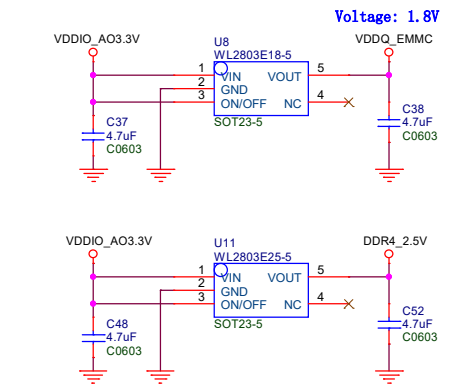 Voltage: 1.8V
VDDIO_AO3.3V
U8
WL2803E18-5
VDDQ_EMMC
1
VIN
VOUT
5
2
GND
3
ON/OFF
NC
4
SOT23-5
C37
4.7uF
C0603
C38
4.7uF
C0603
VDDIO_AO3.3V
U11
WL2803E25-5
DDR4_2.5V
1
VIN
VOUT
5
2
GND
3
ON/OFF
NC
4
SOT23-5
C48
4.7uF
C0603
C52
4.7uF
C0603